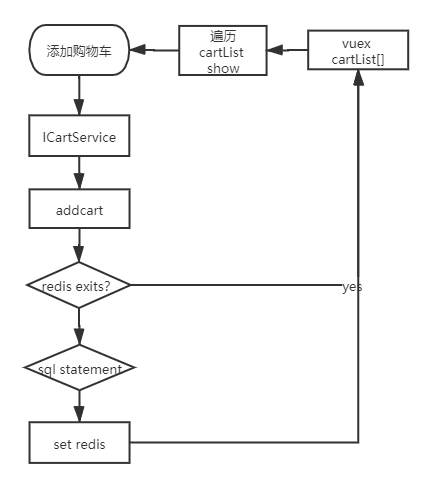 添加购物车
遍历
cartList
show
vuex
cartList[]
ICartService
addcart
redis exits?
yes
sql statement
set redis